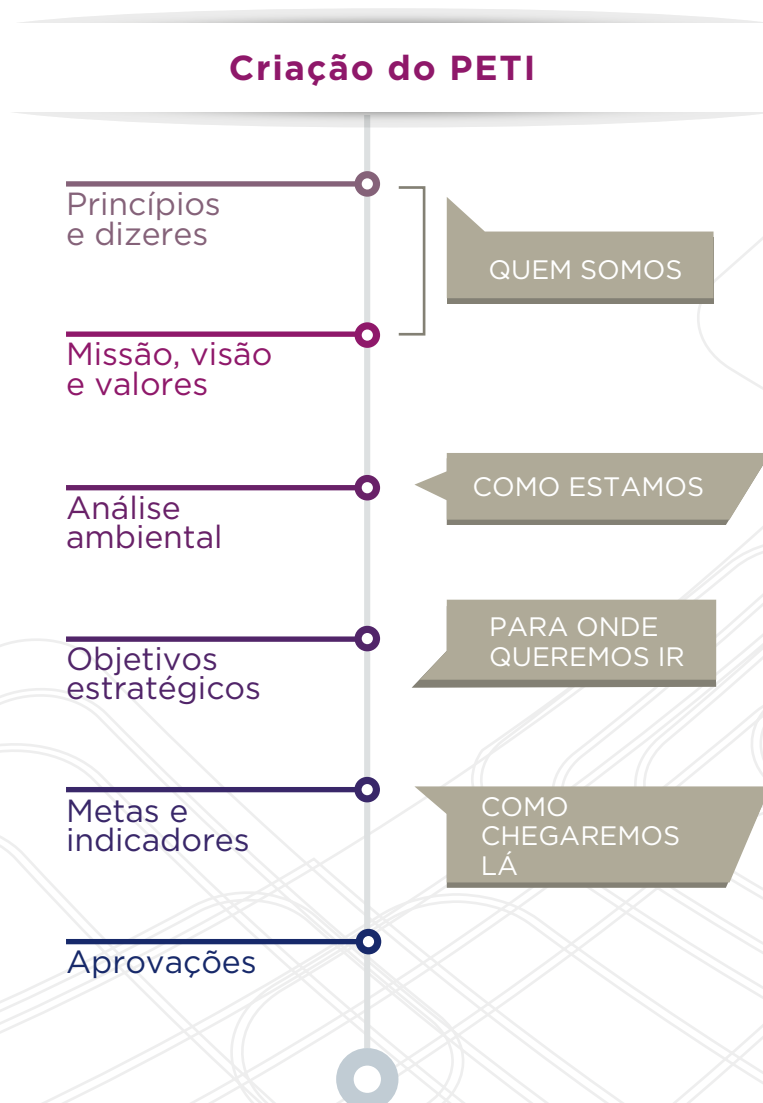 Criação do PETI
Princípios
e dizeres
QUEM SOMOS
Missão, visão
e valores
Análise
ambiental
COMO ESTAMOS
Objetivos
estratégicos
PARA ONDE
QUEREMOS IR
Metas e
indicadores
COMO
CHEGAREMOS
LÁ
Aprovações